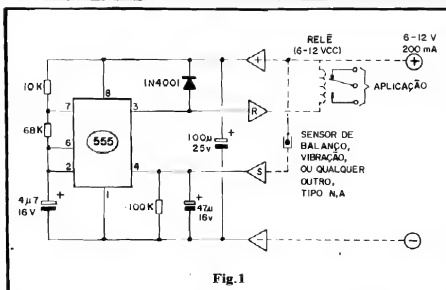 RELÊ
(6-12 VCC)
6-12 V
200 mA
+
+
APLICAÇÃO
10K
8
7
3
1N4001
R
68K
6
555
100µ
25v
+
SENSOR DE
BALANÇO,
VIBRAÇÃO,
OU QUALQUER
OUTRO,
TIPO N,A
2
4
S
4µ7
16V
+
1
100K
+
47µ
16v
−
−
Fig.1